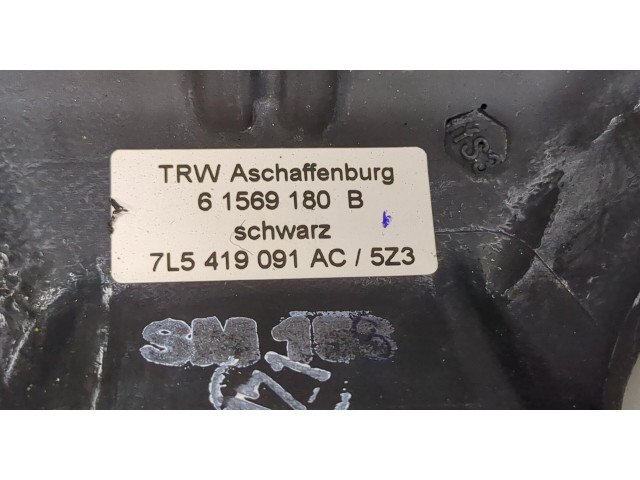 TRW Aschaffenburg
6 1569 180 B
schwarz
7L5 419 091 AC / 5Z3